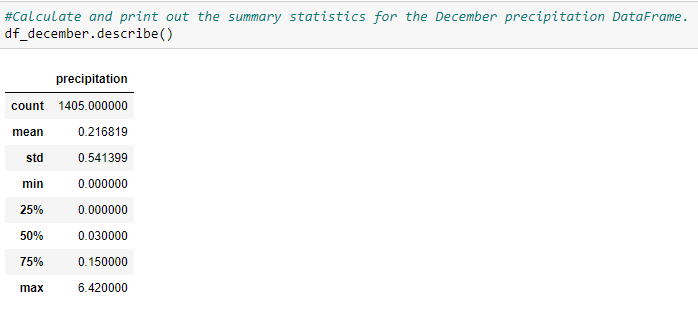 #Calculate and print out the summary statistics for the December precipitation DataFrame.
df_december.describe()
precipitation
count 1405.000000
mean 0.216819
std 0.541399
min 0.000000
25% 0.000000
50% 0.030000
75% 0.150000
max 6.420000